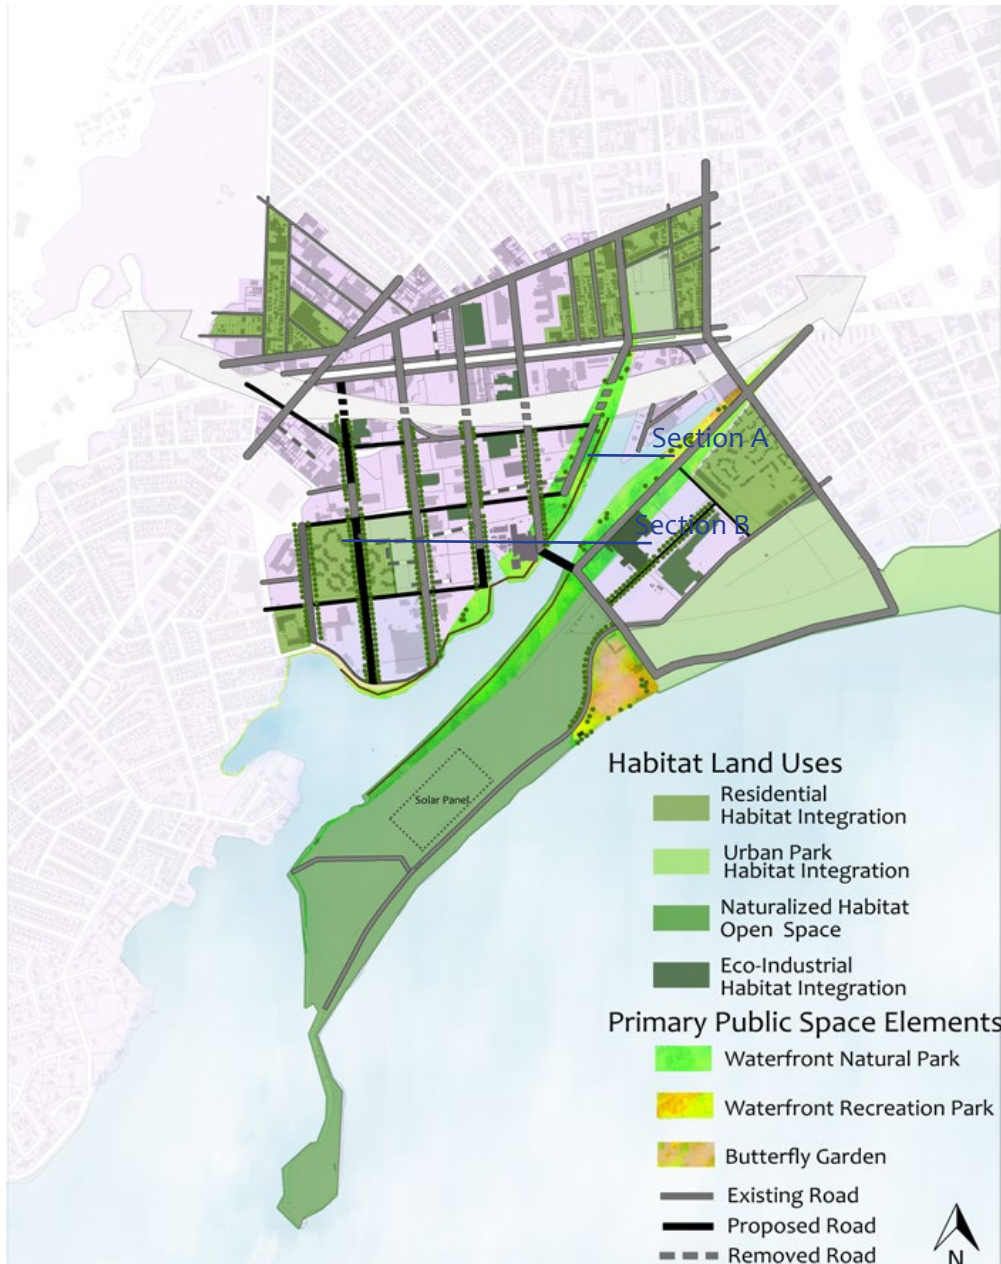 Section A
Section B
Solar Panel
Habitat Land Uses
Residential
Habitat Integration
Urban Park
Habitat Integration
Naturalized Habitat
Open Space
Eco-Industrial
Habitat Integration
Primary Public Space Elements
Waterfront Natural Park
Waterfront Recreation Park
Butterfly Garden
Existing Road
Proposed Road
Removed Road
N